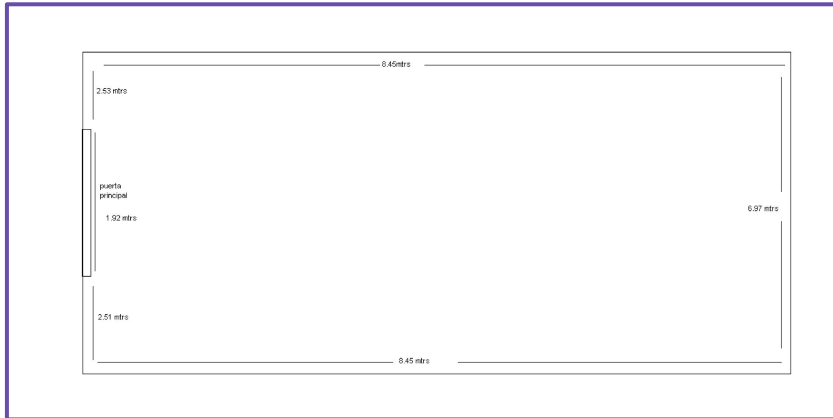 8.45mtrs
2.53 mtrs
puerta
principal
1.92 mtrs
6.97 mtrs
2.51 mtrs
8.45 mtrs